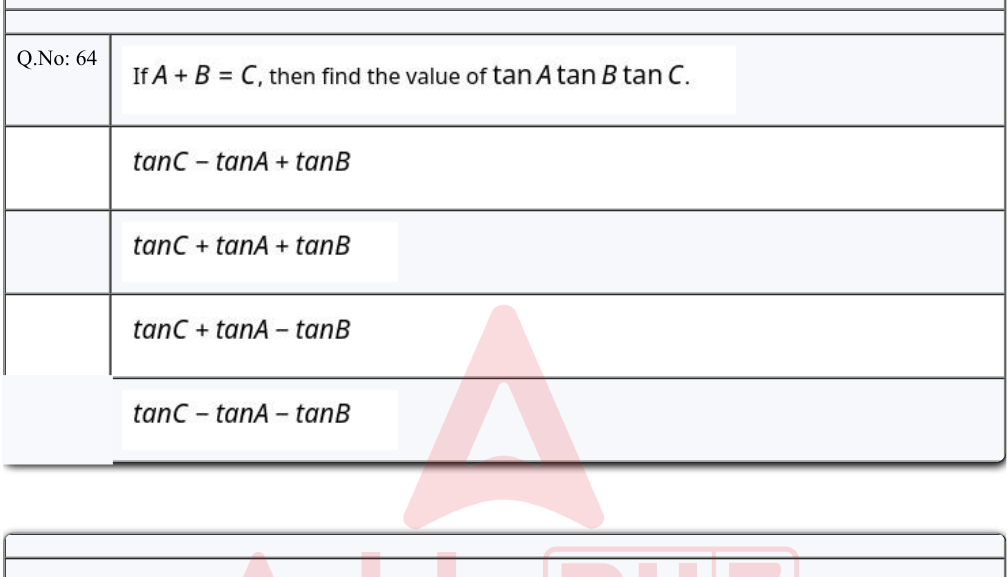 Q.No: 64
If A + B = C, then find the value of tan A tan B tan C.
tanC − tanA + tanB
tanC + tanA + tanB
tanC + tanA − tanB
tanC − tanA − tanB